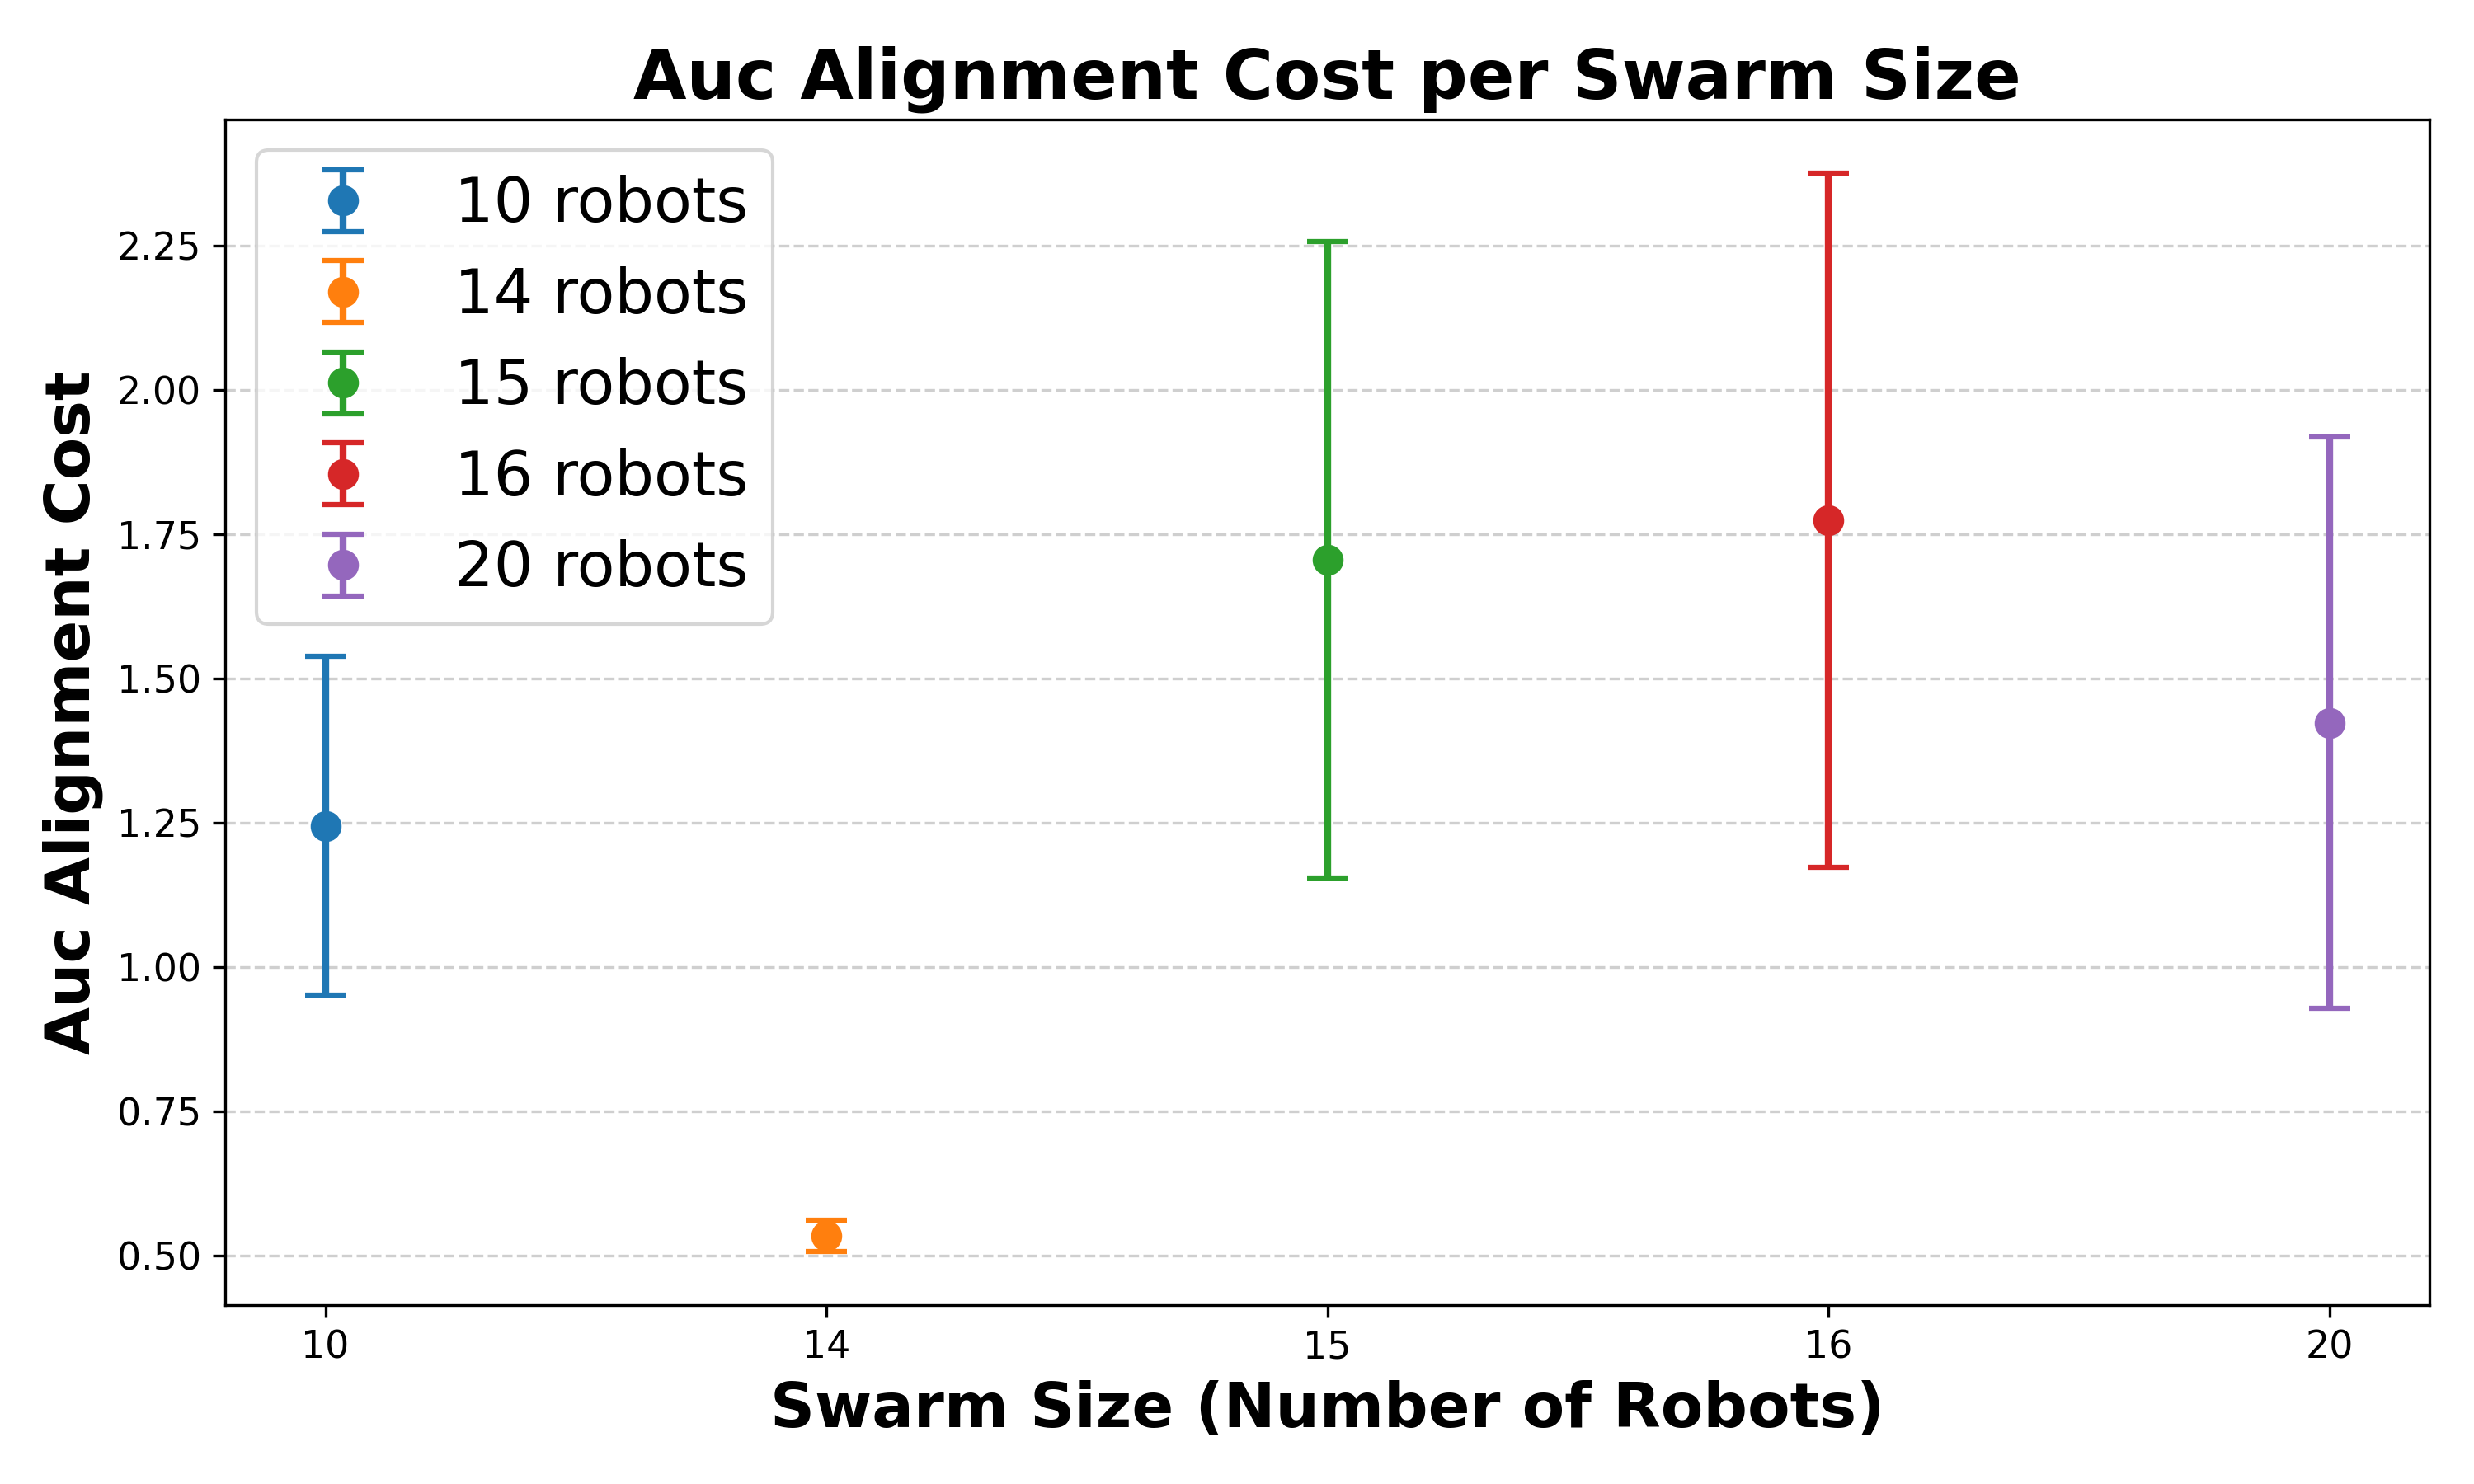 Auc Alignment Cost per Swarm Size
10 robots
14 robots
15 robots
16 robots
20 robots
Auc Alignment Cost
2.25
2.00
1.75
1.50
1.25
1.00
0.75
0.50
10 14 15 16 20
Swarm Size (Number of Robots)